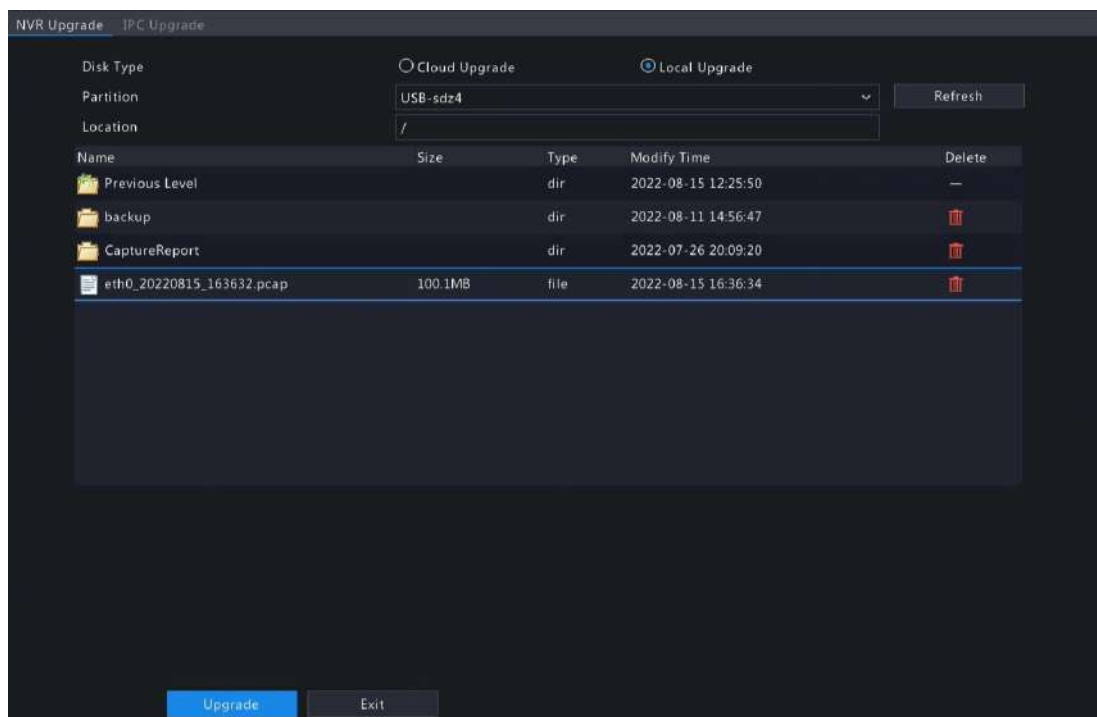 NVR Upgrade IPC Upgrade
Disk Type Cloud Upgrade Local Upgrade
Partition USB-sdz4 Refresh
Location /
Name Size Type Modify Time Delete
Previous Level dir 2022-08-15 12:25:50 —
backup dir 2022-08-11 14:56:47
CaptureReport dir 2022-07-26 20:09:20
eth0_20220815_163632.pcap 100.1MB file 2022-08-15 16:36:34
Upgrade Exit